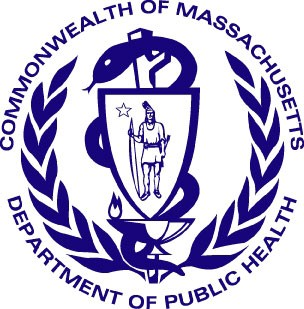 COMMONWEALTH OF MASSACHUSETTS
DEPARTMENT OF PUBLIC HEALTH